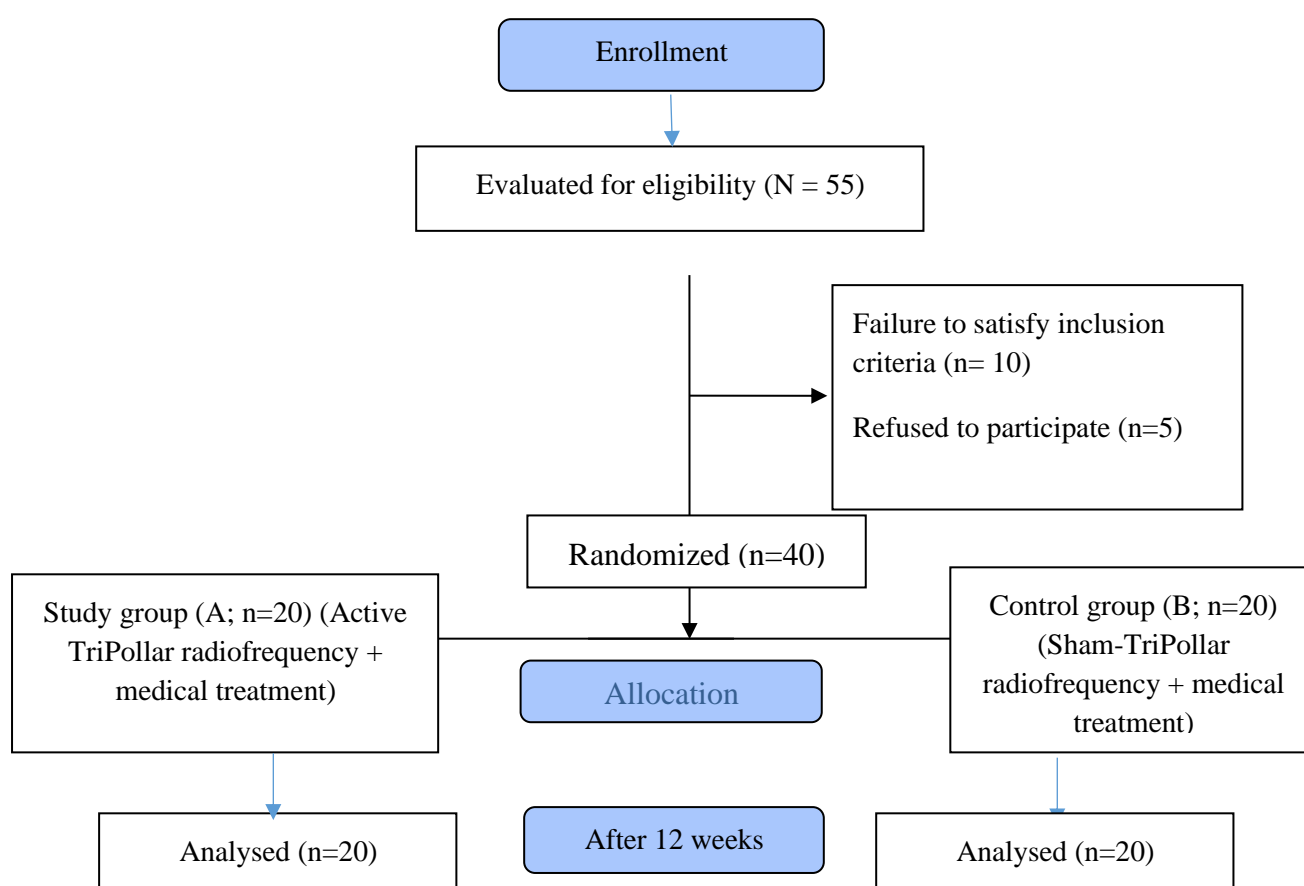 Enrollment
Evaluated for eligibility (N = 55)
Failure to satisfy inclusion
criteria (n= 10)
Refused to participate (n=5)
Randomized (n=40)
Study group (A; n=20) (Active
TriPollar radiofrequency +
medical treatment)
Control group (B; n=20)
(Sham-TriPollar
radiofrequency + medical
treatment)
Allocation
After 12 weeks
Analysed (n=20)
Analysed (n=20)